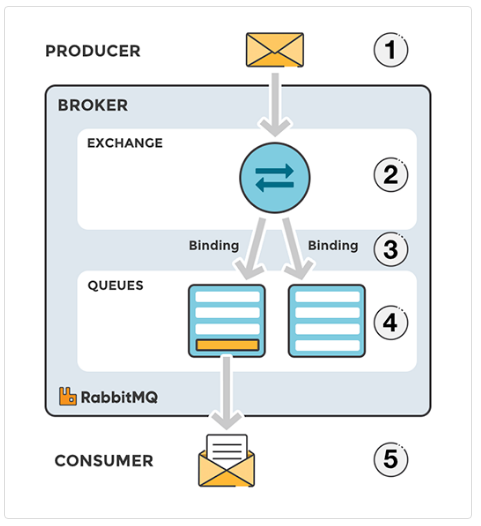 PRODUCER 1
BROKER
EXCHANGE
2
Binding Binding 3
QUEUES
4
RabbitMQ
CONSUMER 5